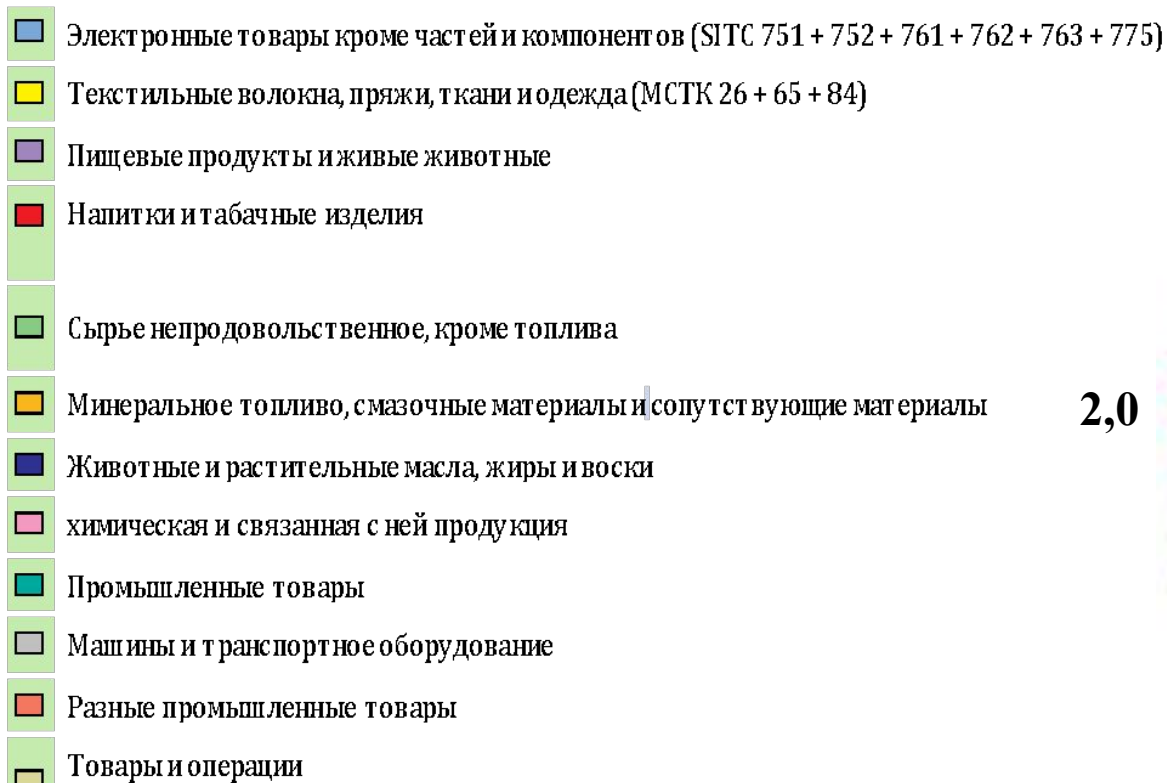 Электронные товары кроме частей и компонентов (SITC 751 + 752 + 761 + 762 + 763 + 775)
Текстильные волокна, пряжи, ткани и одежда (МСТК 26 + 65 + 84)
Пищевые продукты и живые животные
Напитки и табачные изделия
Сырье непродовольственное, кроме топлива
Минеральное топливо, смазочные материалы и сопутствующие материалы 2,0
Животные и растительные масла, жиры и воски
химическая и связанная с ней продукция
Промышленные товары
Машины и транспортное оборудование
Разные промышленные товары
Товары и операции